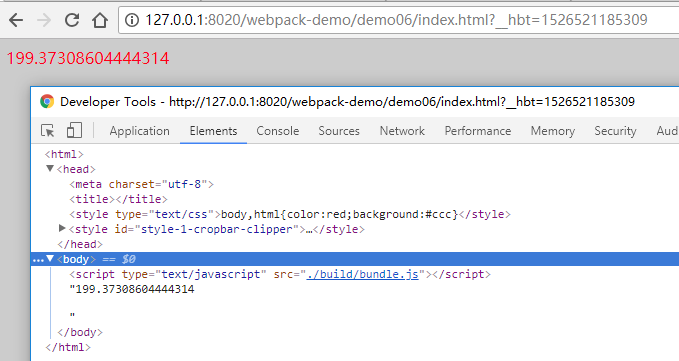 127.0.0.1:8020/webpack-demo/demo06/index.html?__hbt=1526521185309
199.37308604444314
Developer Tools - http://127.0.0.1:8020/webpack-demo/demo06/index.html?__hbt=1526521185309
Application Elements Console Sources Network Performance Memory Security Aud
<html>
<head>
<meta charset="utf-8">
<title></title>
<style type="text/css">body,html{color:red;background:#ccc}</style>
<style id="style-1-cropbar-clipper">…</style>
</head>
… <body> == $0
<script type="text/javascript" src="./build/bundle.js"></script>
"199.37308604444314
"
</body>
</html>